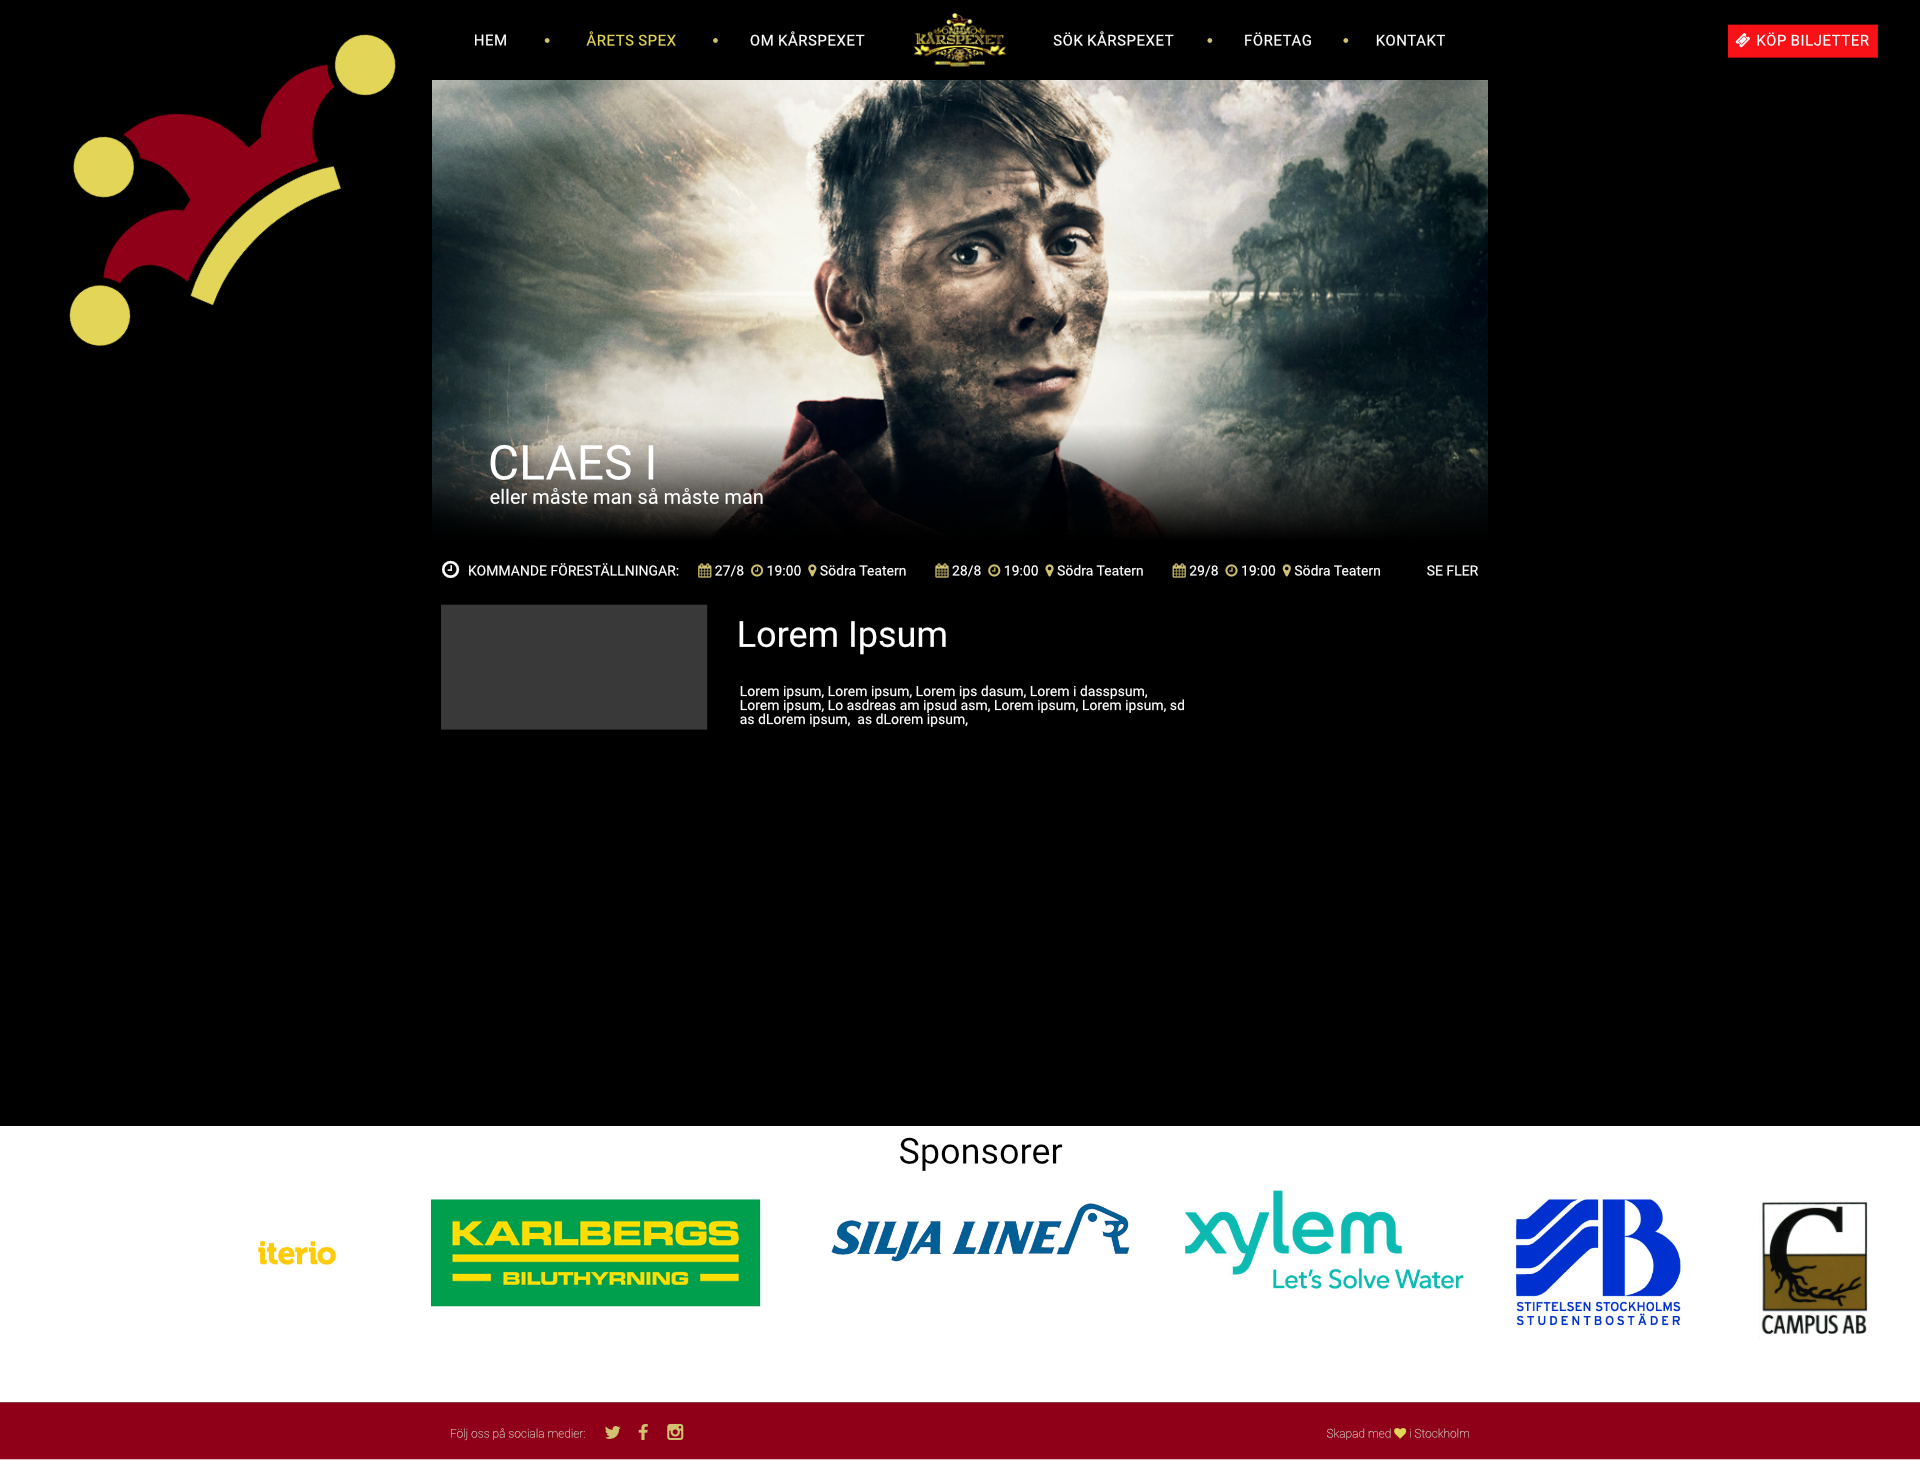 HEM • ÅRETS SPEX • OM KÅRSPEXET KÅRSPEXET SÖK KÅRSPEXET • FÖRETAG • KONTAKT KÖP BILJETTER
CLAES I
eller måste man så måste man
KOMMANDE FÖRESTÄLLNINGAR: 27/8 19:00 Södra Teatern 28/8 19:00 Södra Teatern 29/8 19:00 Södra Teatern SE FLER
Lorem Ipsum
Lorem ipsum, Lorem ipsum, Lorem ips dasum, Lorem i dasspsum,
Lorem ipsum, Lo asdreas am ipsud asm, Lorem ipsum, Lorem ipsum, sd
as dLorem ipsum, as dLorem ipsum,
Sponsorer
iterio
KARLBERGS
BILUTHYRNING
SILJA LINE
xylem
Let's Solve Water
SB
STIFTELSEN STOCKHOLMS
STUDENTBOSTÄDER
C
CAMPUS AB
Följ oss på sociala medier:
Skapad med i Stockholm